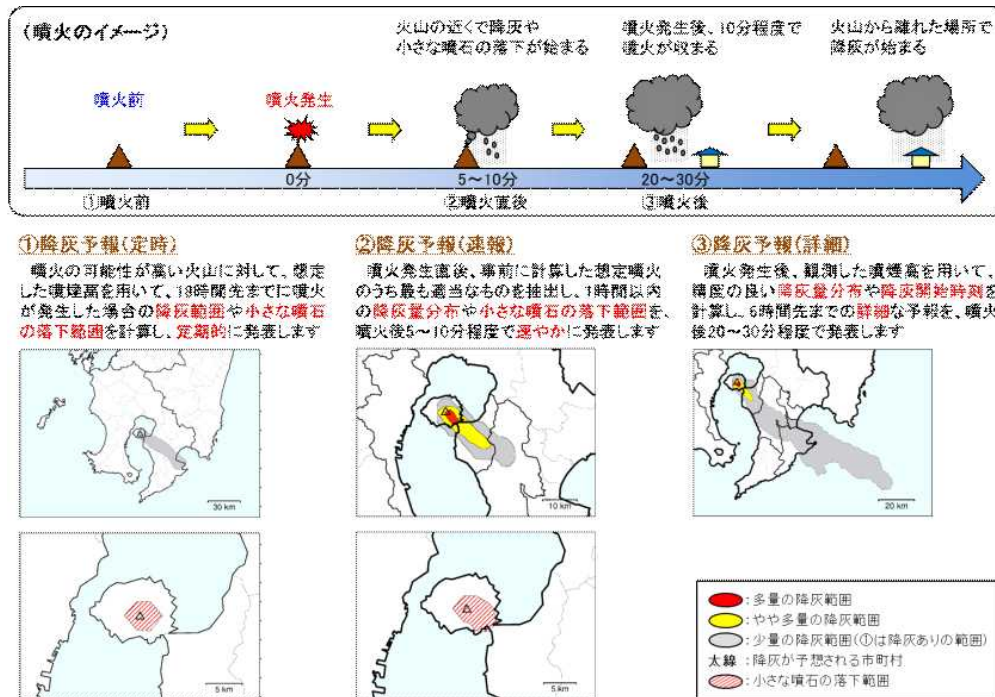 (噴火のイメージ)
火山の近くで降灰や
小さな噴石の落下が始まる
噴火発生後、10分程度で
噴火が収まる
火山から離れた場所で
降灰が始まる
噴火前
噴火発生
0分
5～10分
20～30分
①噴火前
②噴火直後
③噴火後
①降灰予報(定時)
噴火の可能性が高い火山に対して、想定
した噴煙高を用いて、18時間先までに噴火
が発生した場合の降灰範囲や小さな噴石
の落下範囲を計算し、定期的に発表します
30 km
5 km
②降灰予報(速報)
噴火発生直後、事前に計算した想定噴火
のうち最も適当なものを抽出し、1時間以内
の降灰量分布や小さな噴石の落下範囲を、
噴火後5～10分程度で速やかに発表します
10 km
5 km
③降灰予報(詳細)
噴火発生後、観測した噴煙高を用いて、
精度の良い降灰量分布や降灰開始時刻を
計算し、6時間先までの詳細な予報を、噴火
後20～30分程度で発表します
20 km
:多量の降灰範囲
:やや多量の降灰範囲
:少量の降灰範囲(①は降灰ありの範囲)
太線:降灰が予想される市町村
:小さな噴石の落下範囲